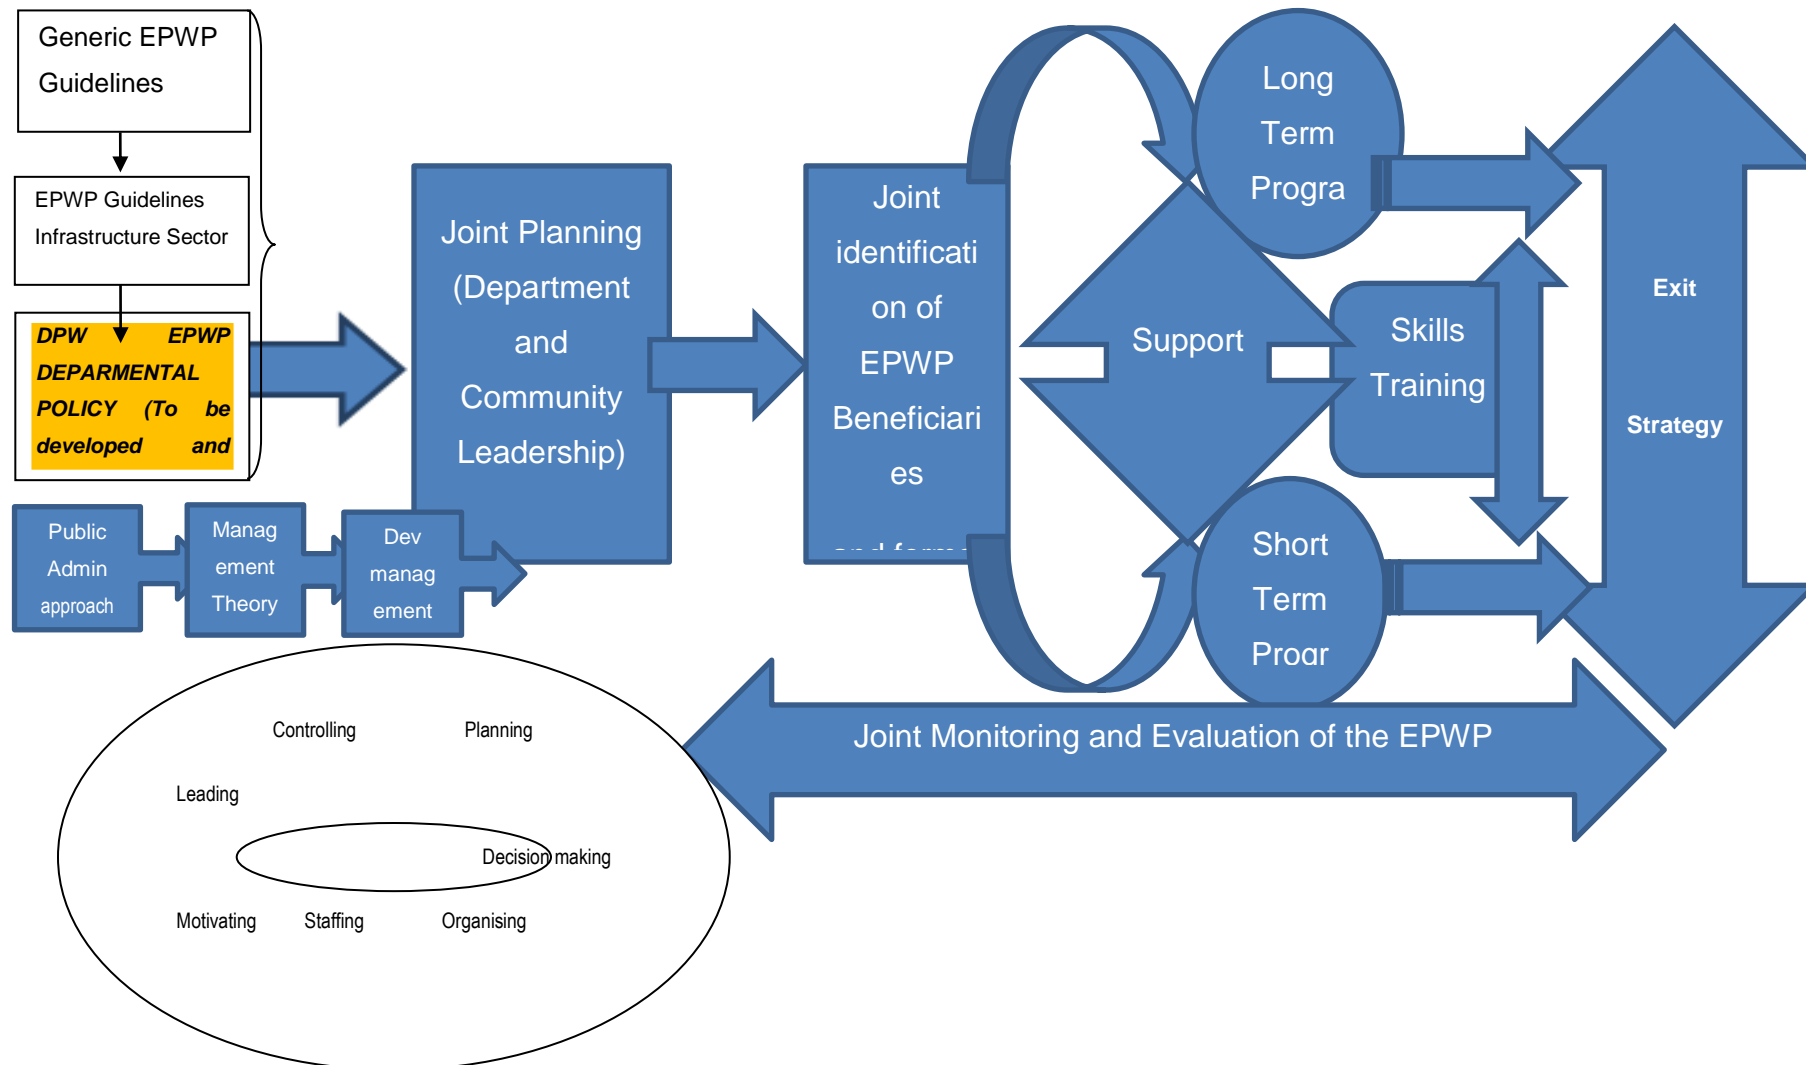 Generic EPWP
Guidelines
EPWP Guidelines
Infrastructure Sector
DPW EPWP
DEPARMENTAL
POLICY (To be
developed and
Joint Planning
(Department
and
Community
Leadership)
Joint
identificati
on of
EPWP
Beneficiari
es
Long
Term
Progra
Support
Skills
Training
Short
Term
Exit
Strategy
Public
Admin
approach
Manag
ement
Theory
Dev
manag
ement
Joint Monitoring and Evaluation of the EPWP
Controlling Planning
Leading
Decision making
Motivating Staffing Organising